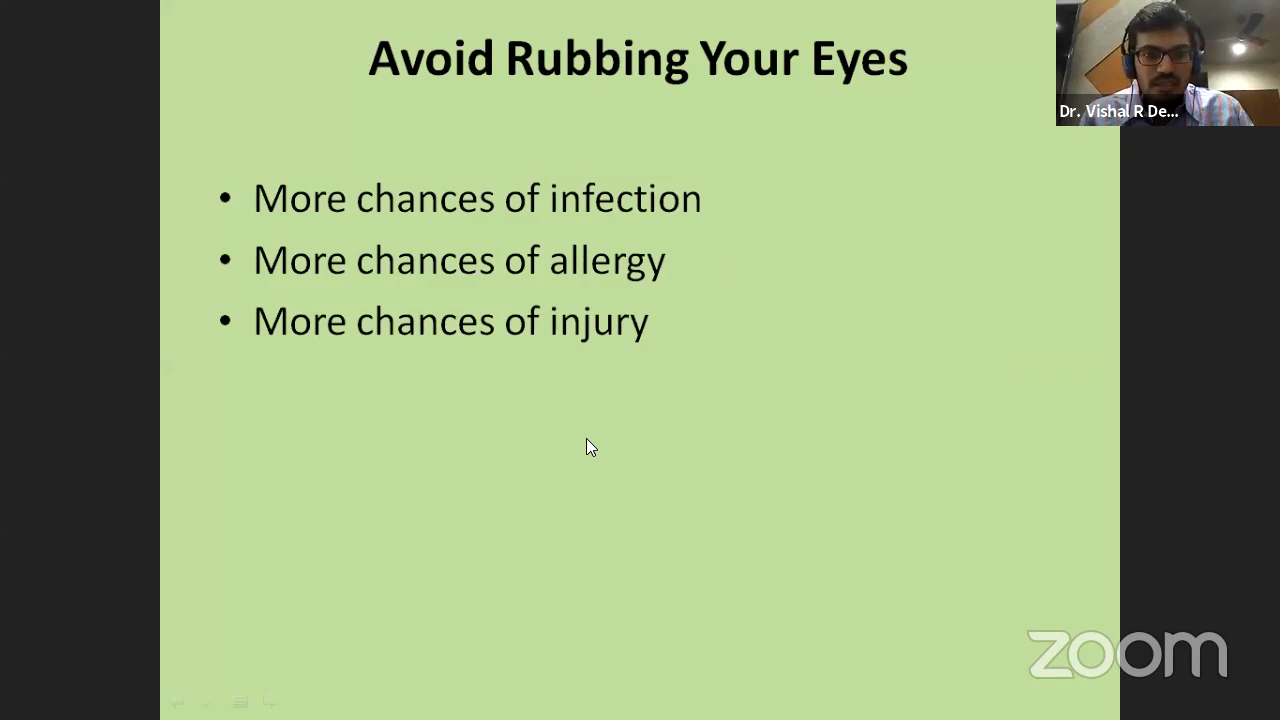 Avoid Rubbing Your Eyes
Dr. Vishal R De...
• More chances of infection
• More chances of allergy
• More chances of injury
zoom